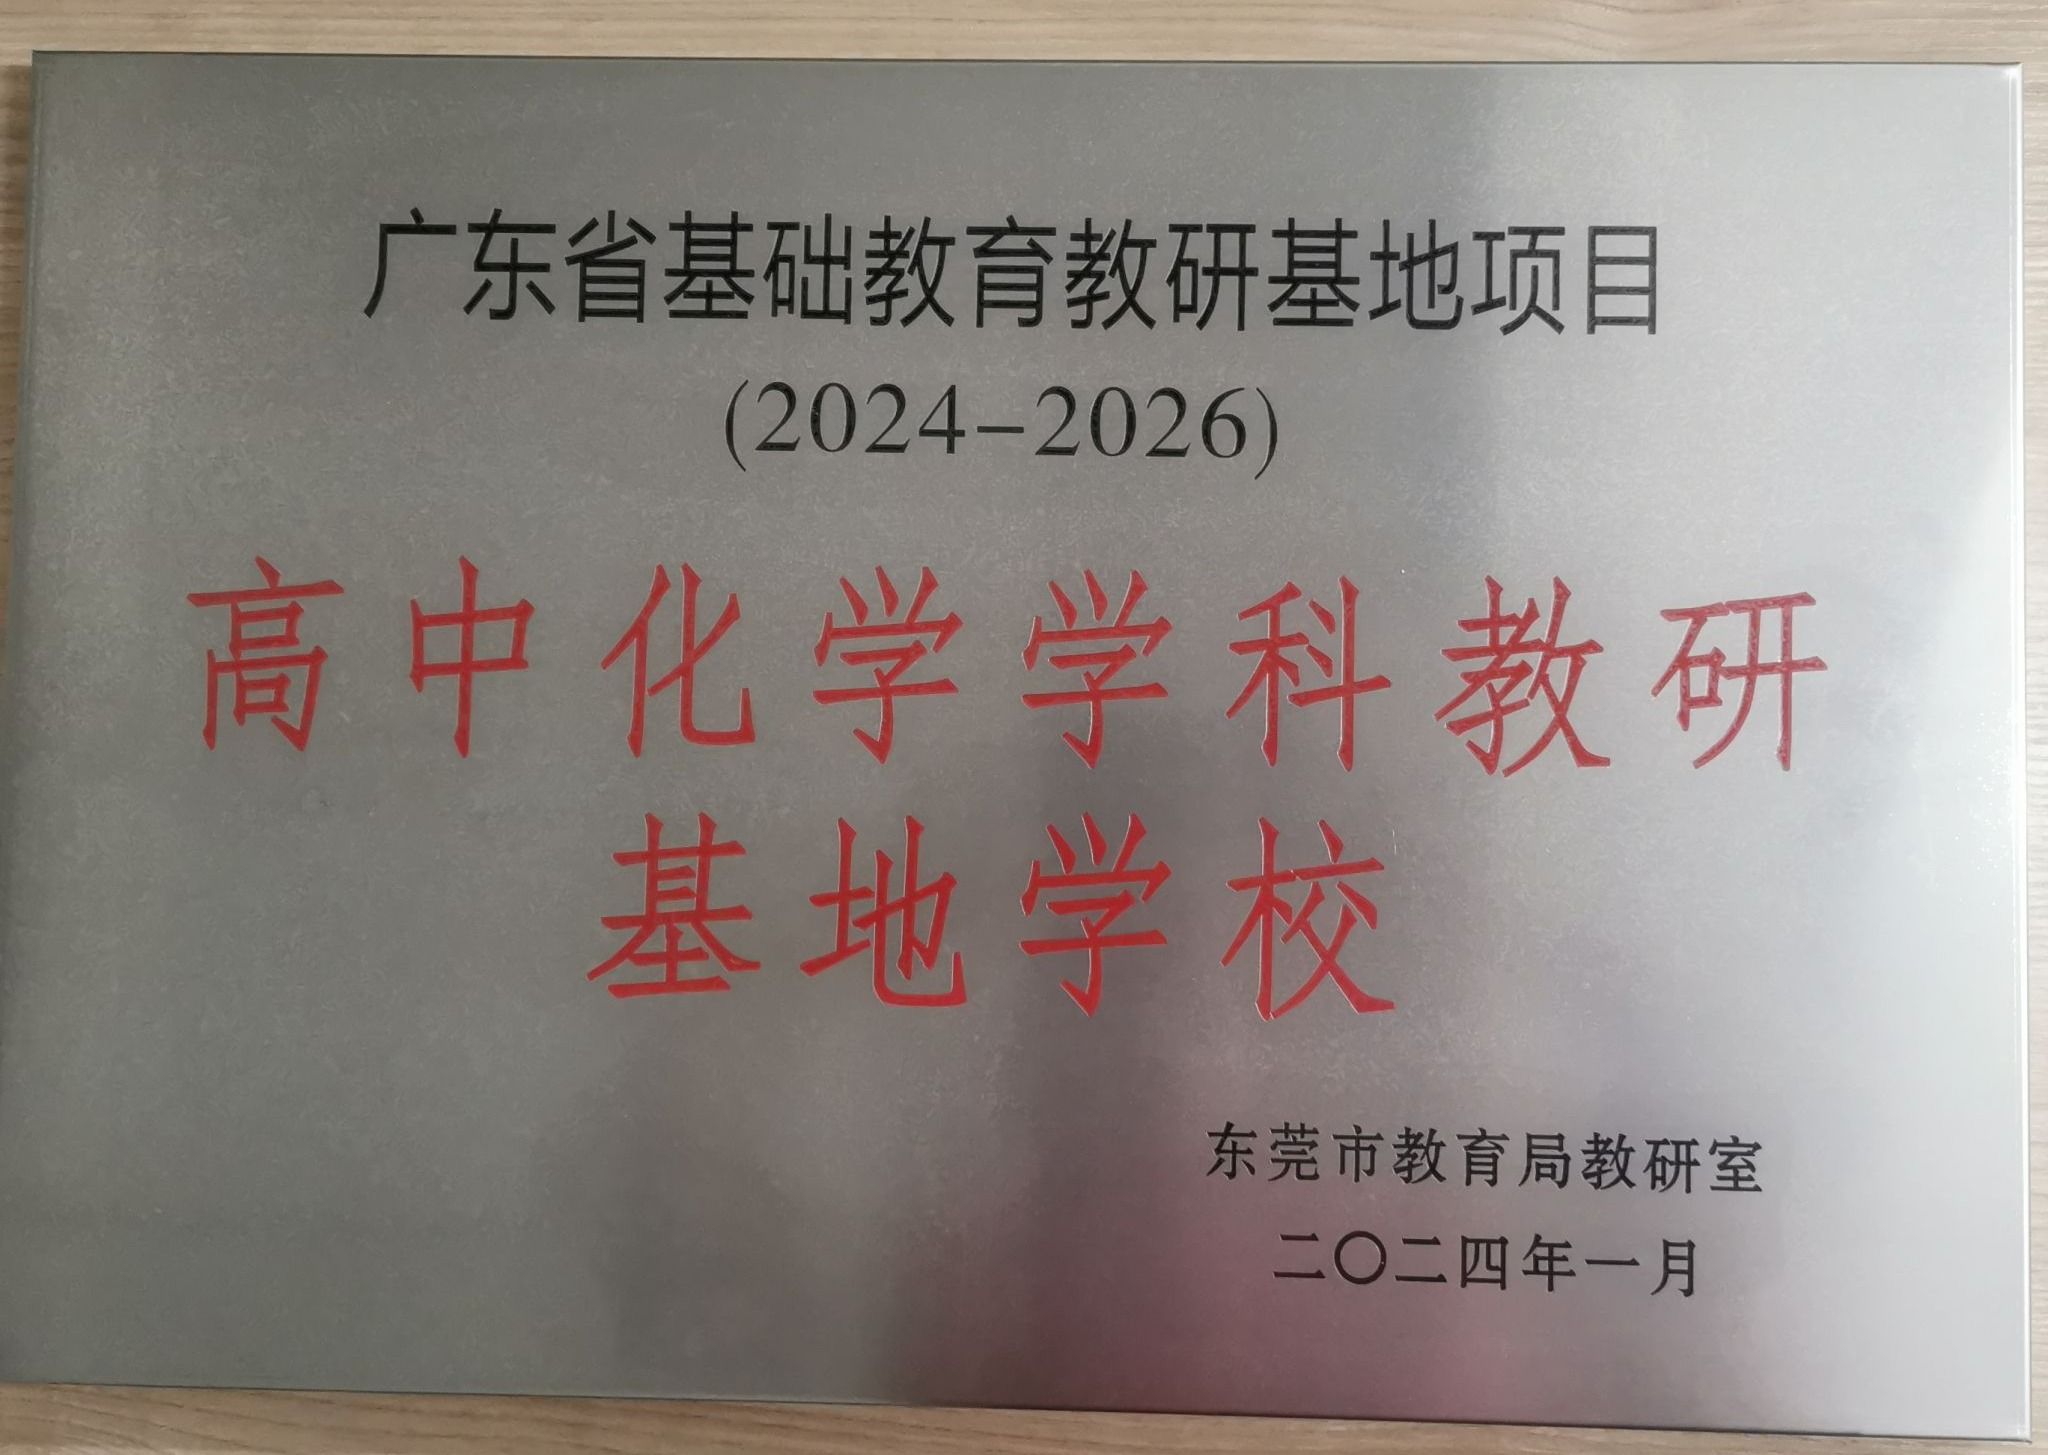 广东省基础教育教研基地项目
(2024-2026)
高中化学学科教研
基地学校
东莞市教育局教研室
二〇二四年一月